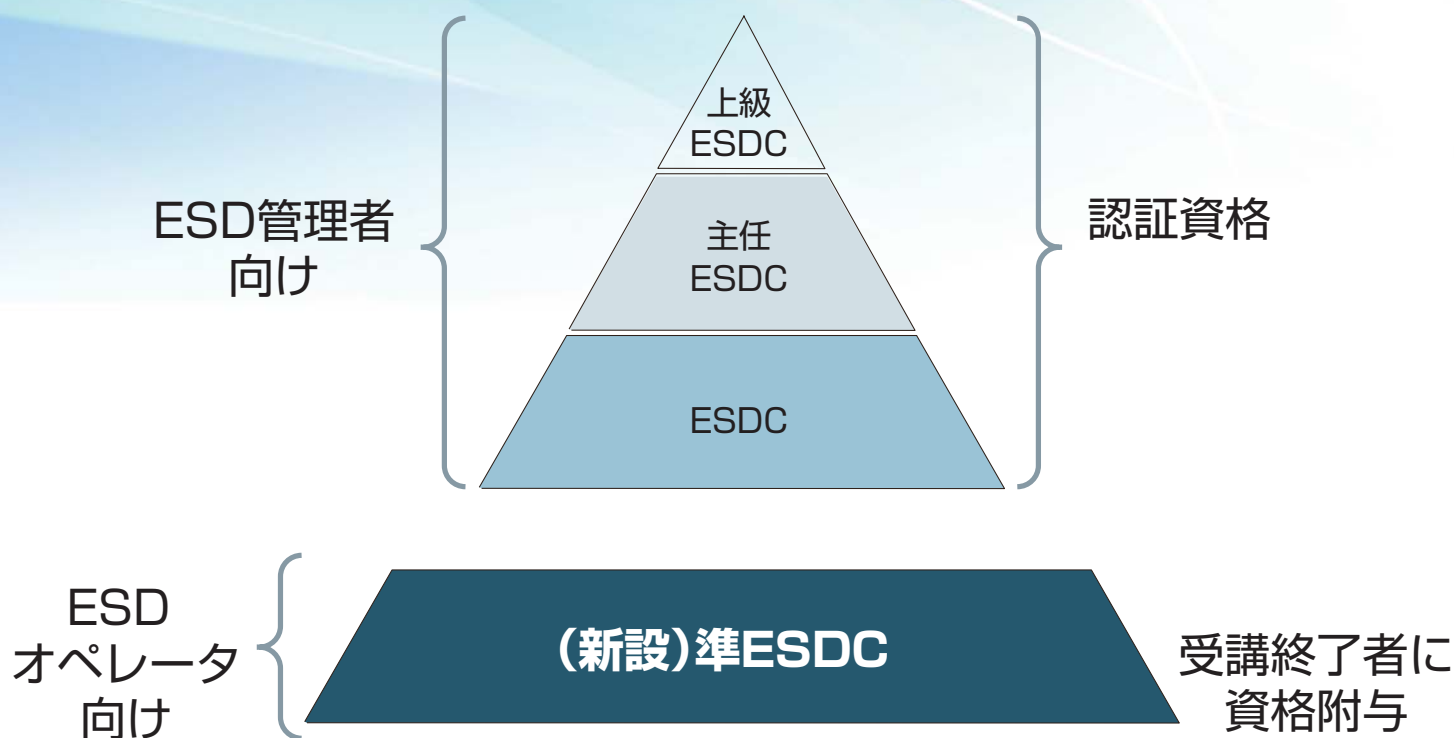 上級
ESDC
ESD管理者
向け
主任
ESDC
認証資格
ESDC
ESD
オペレータ
向け
(新設)準ESDC
受講終了者に
資格附与